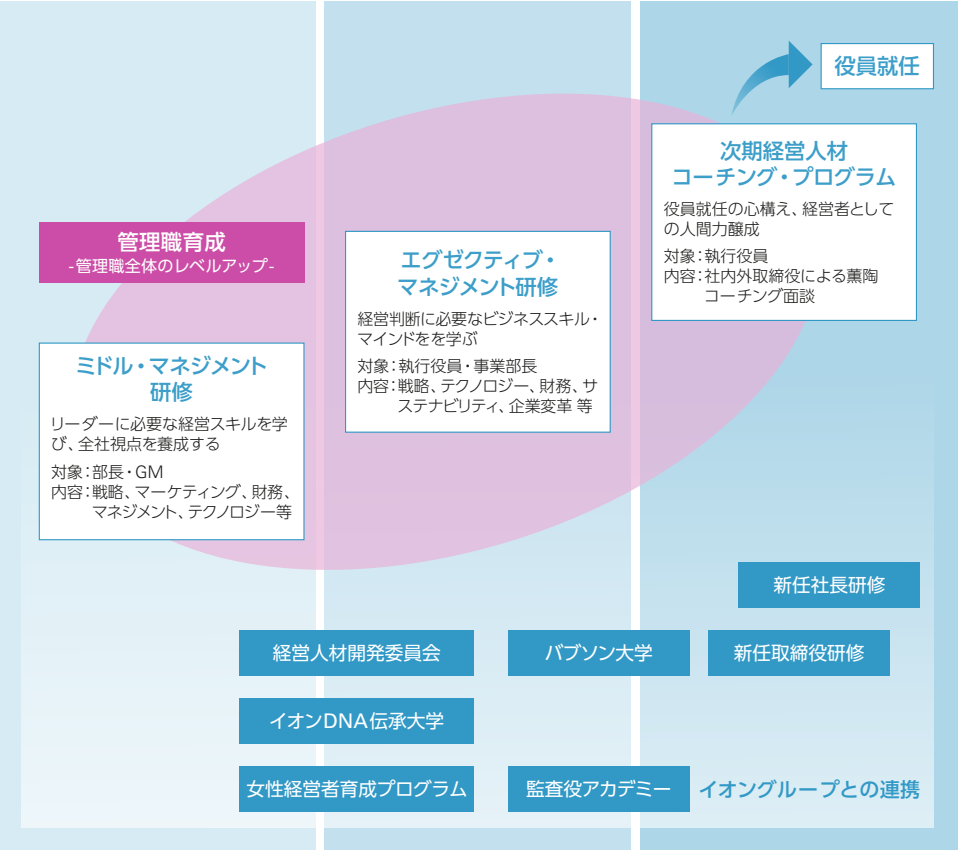 役員就任
次期経営人材
コーチング・プログラム
役員就任の心構え、経営者として
の人間力醸成
対象：執行役員
内容：社内外取締役による薫陶
コーチング面談
管理職育成
-管理職全体のレベルアップ-
エグゼクティブ・
マネジメント研修
経営判断に必要なビジネススキル・
マインドをを学ぶ
対象：執行役員・事業部長
内容：戦略、テクノロジー、財務、サ
ステナビリティ、企業変革 等
ミドル・マネジメント
研修
リーダーに必要な経営スキルを学
び、全社視点を養成する
対象：部長・GM
内容：戦略、マーケティング、財務、
マネジメント、テクノロジー等
新任社長研修
経営人材開発委員会
バブソン大学
新任取締役研修
イオンDNA伝承大学
女性経営者育成プログラム
監査役アカデミー
イオングループとの連携